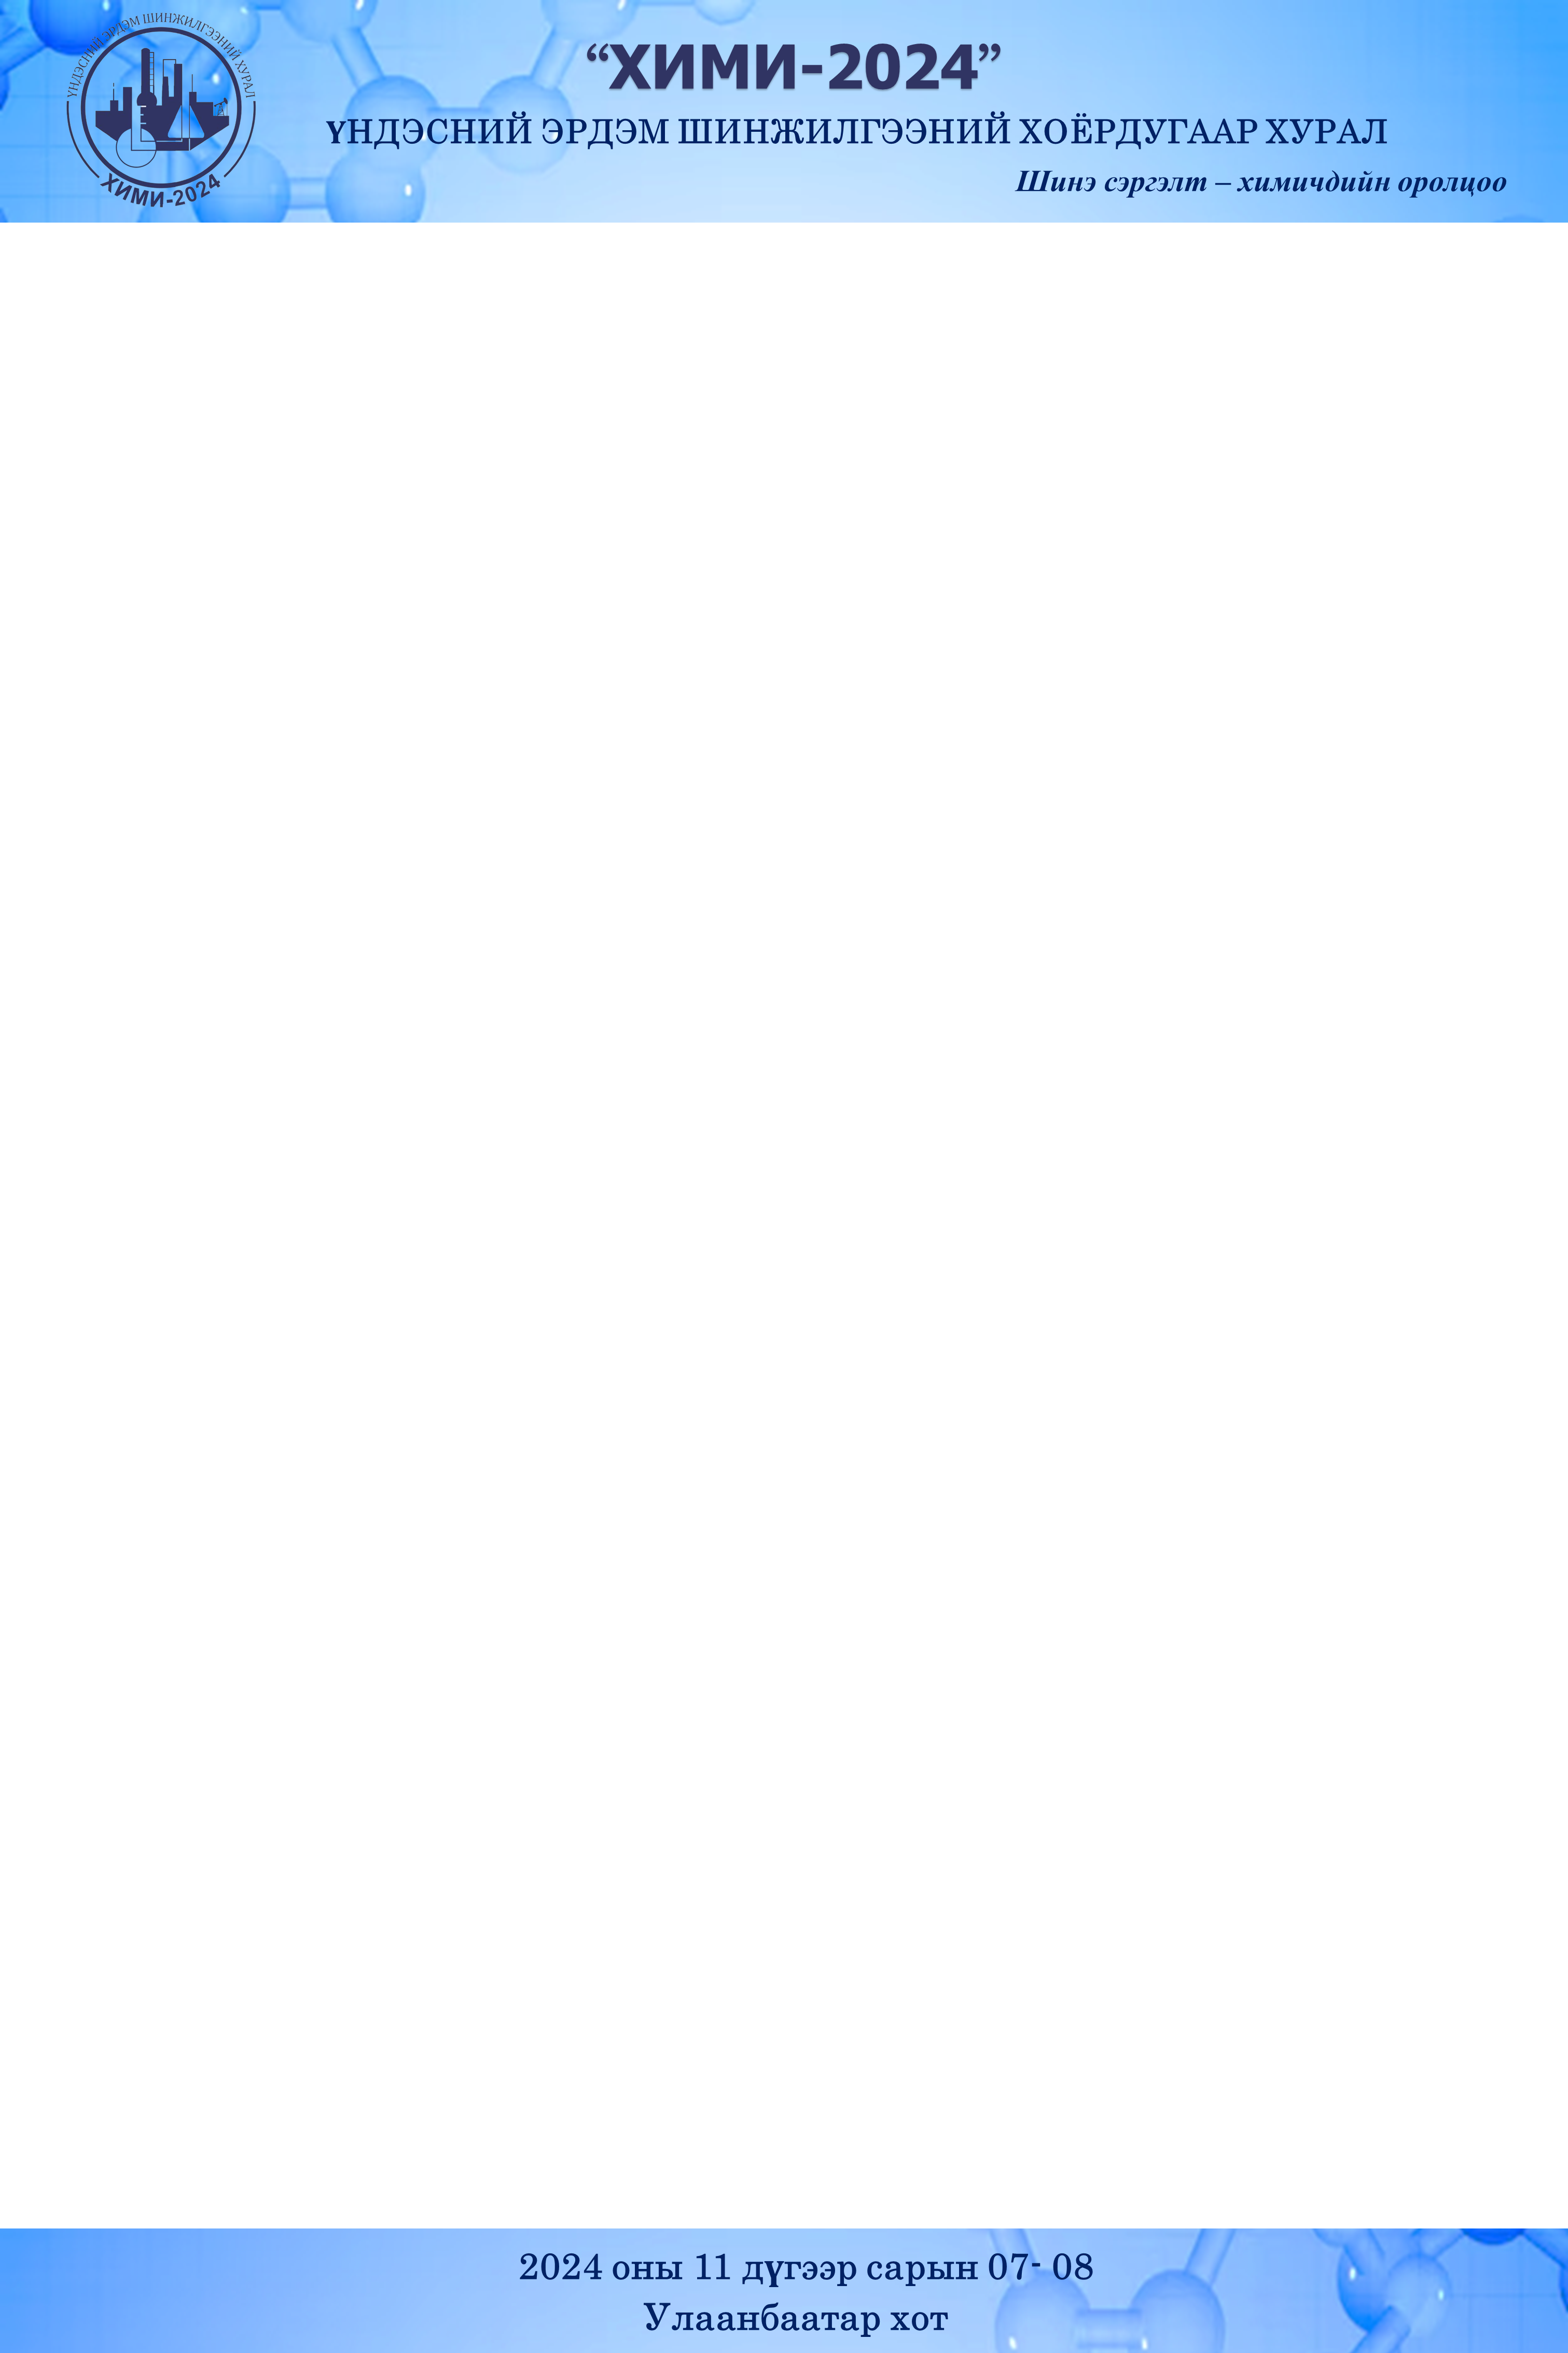 ҮНДЭСНИЙ ЭРДЭМ ШИНЖИЛГЭЭНИЙ ХУРАЛ
ХИМИ-2024
“ХИМИ-2024”
ҮНДЭСНИЙ ЭРДЭМ ШИНЖИЛГЭЭНИЙ ХОЁРДУГААР ХУРАЛ
Шинэ сэргэлт – химичдийн оролцоо
2024 оны 11 дүгээр сарын 07- 08
Улаанбаатар хот